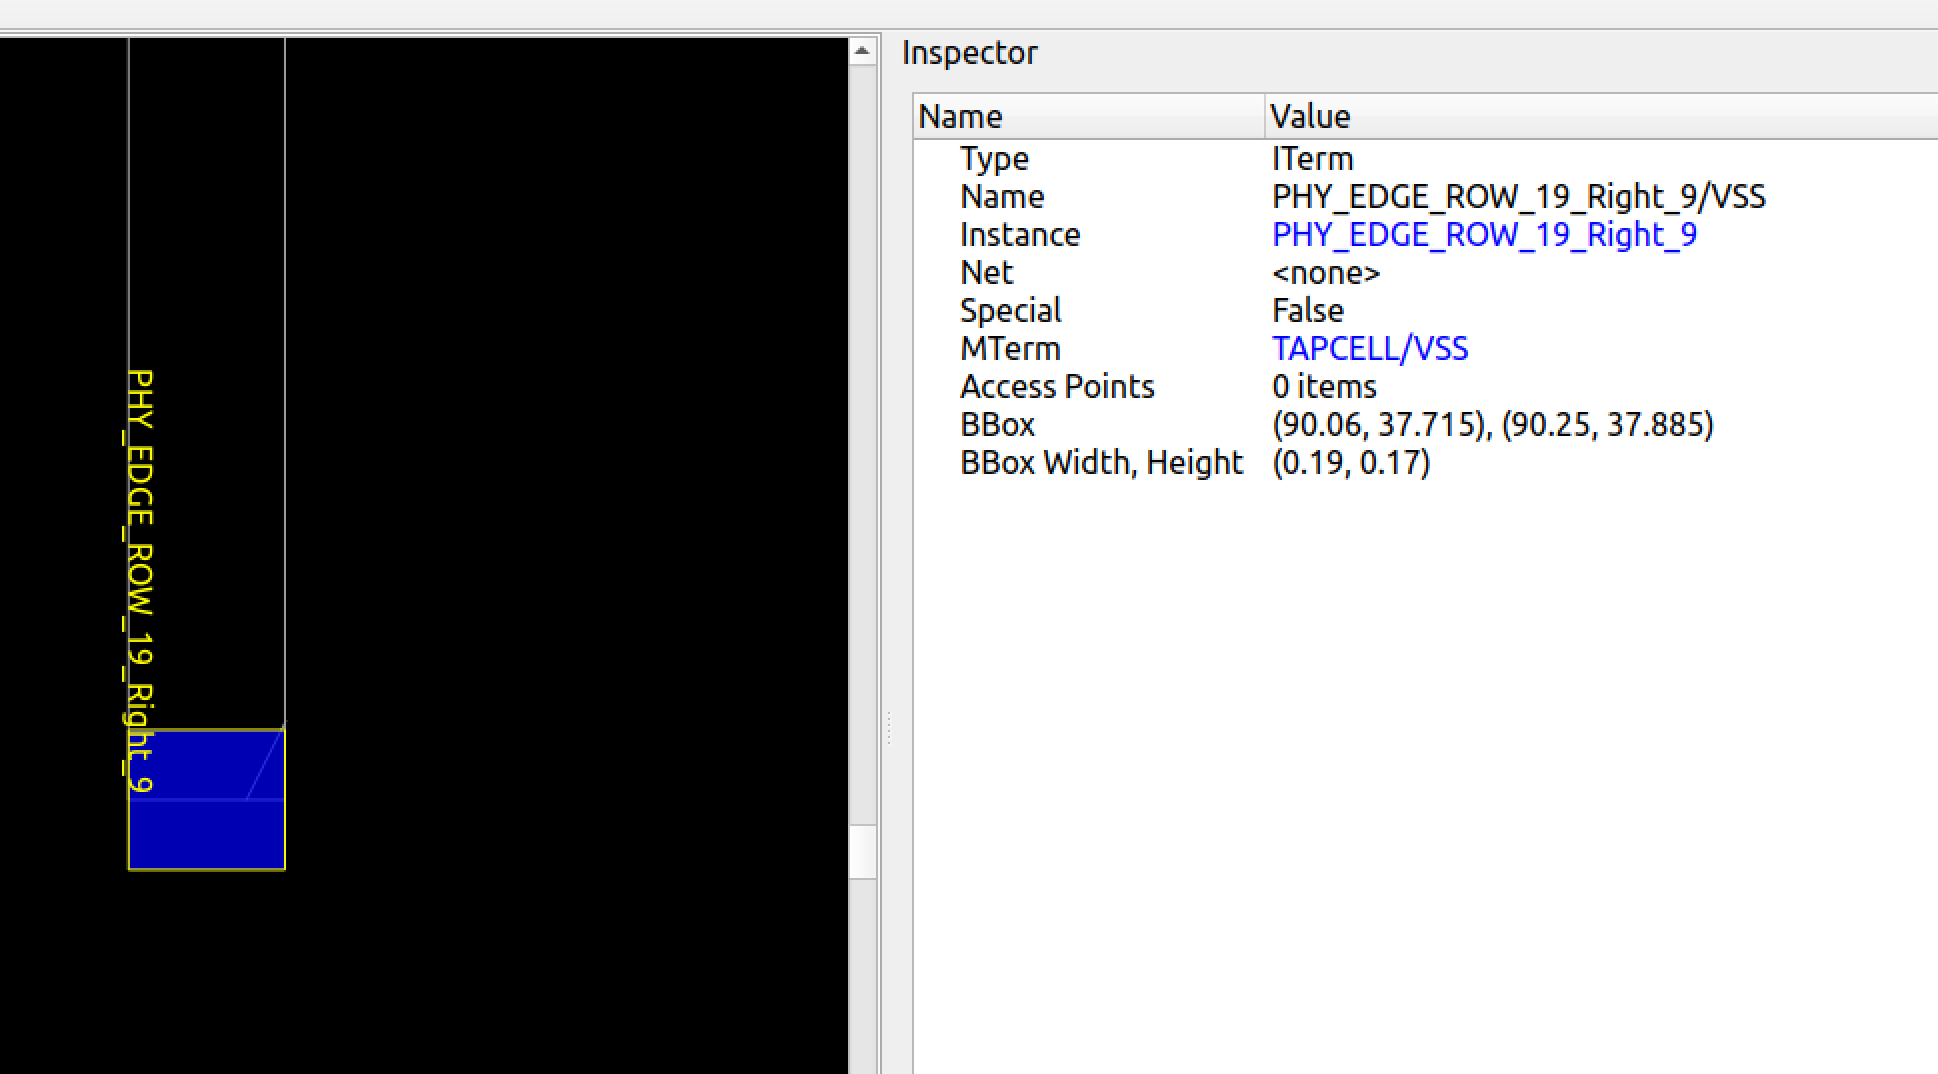 PHY_EDGE_ROW_19_Right_9
Inspector
Name Value
Type ITerm
Name PHY_EDGE_ROW_19_Right_9/VSS
Instance PHY_EDGE_ROW_19_Right_9
Net <none>
Special False
MTerm TAPCELL/VSS
Access Points 0 items
BBox (90.06, 37.715), (90.25, 37.885)
BBox Width, Height (0.19, 0.17)